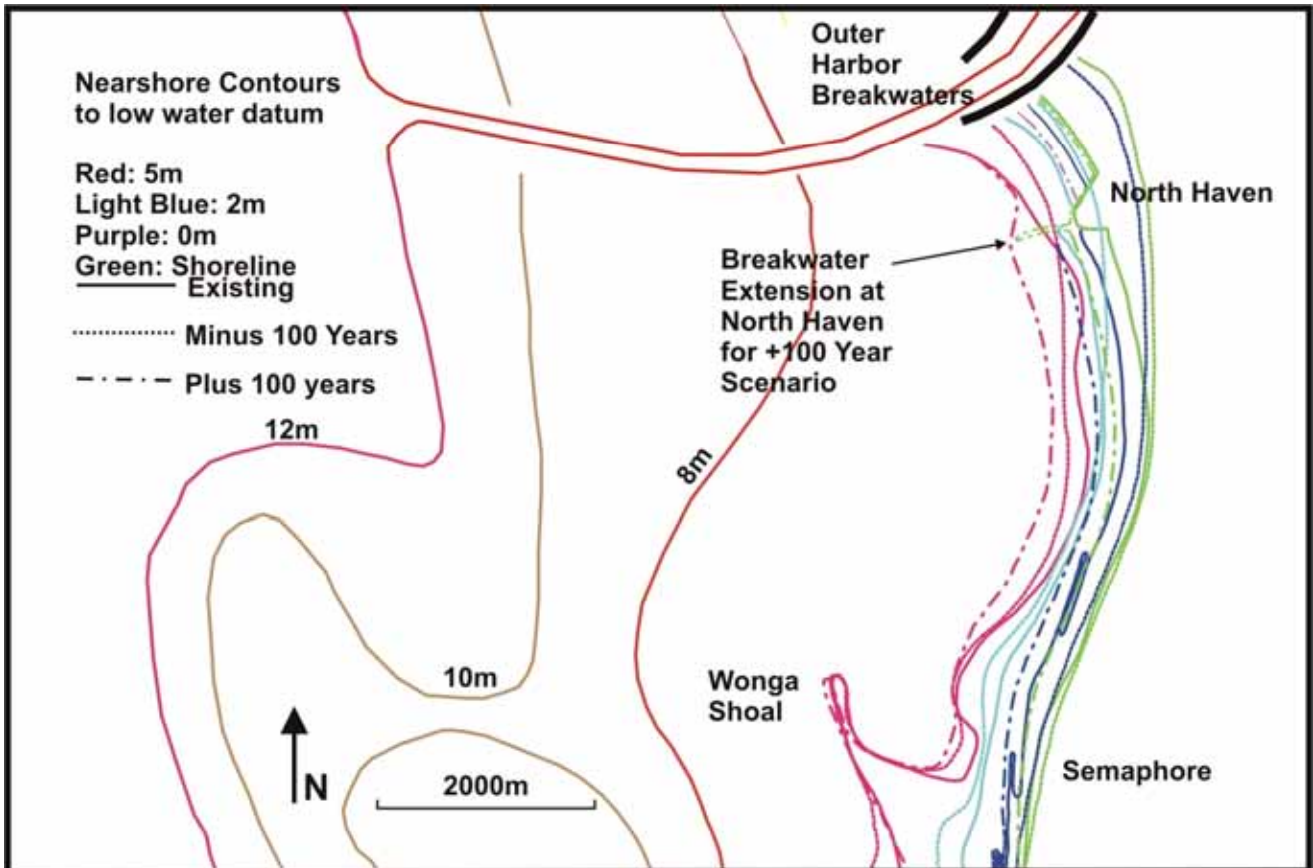 Outer
Harbor
Breakwaters
Nearshore Contours
to low water datum
Red: 5m
Light Blue: 2m
Purple: 0m
Green: Shoreline
Existing
Minus 100 Years
Plus 100 years
North Haven
Breakwater
Extension at
North Haven
for +100 Year
Scenario
12m
8m
10m
Wonga
Shoal
N
2000m
Semaphore